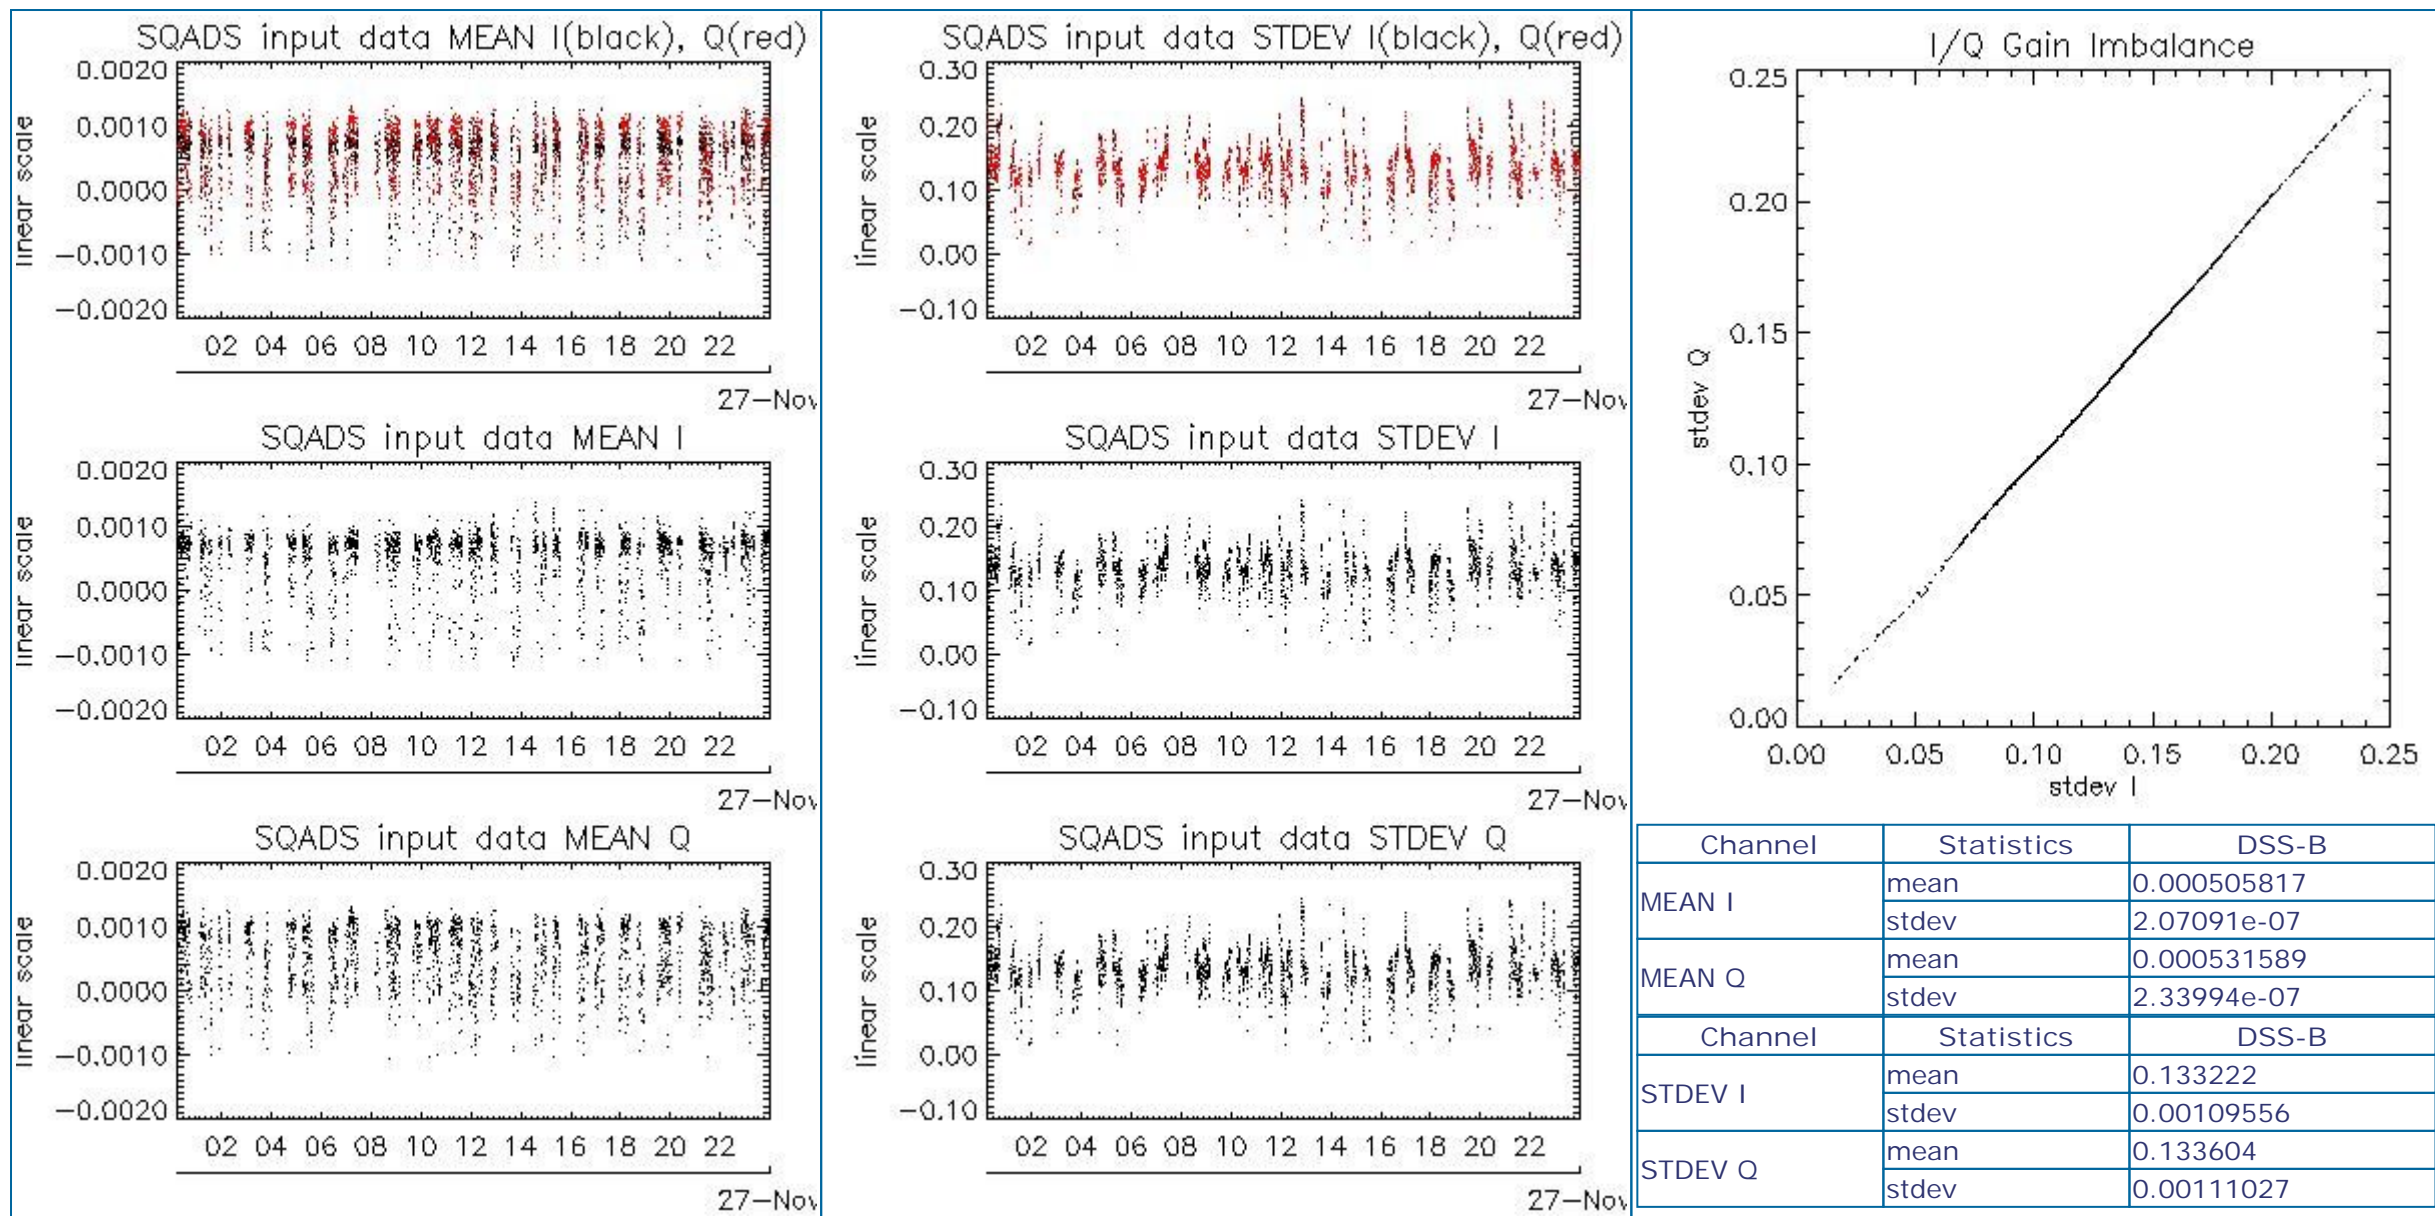 SQADS input data MEAN I(black), Q(red)
0.0020
0.0010
0.0000
−0.0010
−0.0020
linear scale
02 04 06 08 10 12 14 16 18 20 22
27−Nov
SQADS input data MEAN I
0.0020
0.0010
0.0000
−0.0010
−0.0020
linear scale
02 04 06 08 10 12 14 16 18 20 22
27−Nov
SQADS input data MEAN Q
0.0020
0.0010
0.0000
−0.0010
−0.0020
linear scale
02 04 06 08 10 12 14 16 18 20 22
27−Nov
SQADS input data STDEV I(black), Q(red)
0.30
0.20
0.10
0.00
−0.10
linear scale
02 04 06 08 10 12 14 16 18 20 22
27−Nov
SQADS input data STDEV I
0.30
0.20
0.10
0.00
−0.10
linear scale
02 04 06 08 10 12 14 16 18 20 22
27−Nov
SQADS input data STDEV Q
0.30
0.20
0.10
0.00
−0.10
linear scale
02 04 06 08 10 12 14 16 18 20 22
27−Nov
I/Q Gain Imbalance
0.25
0.20
0.15
0.10
0.05
0.00
stdev Q
0.00 0.05 0.10 0.15 0.20 0.25
stdev I
Channel Statistics DSS-B
MEAN I mean 0.000505817
stdev 2.07091e-07
MEAN Q mean 0.000531589
stdev 2.33994e-07
Channel Statistics DSS-B
STDEV I mean 0.133222
stdev 0.00109556
STDEV Q mean 0.133604
stdev 0.00111027